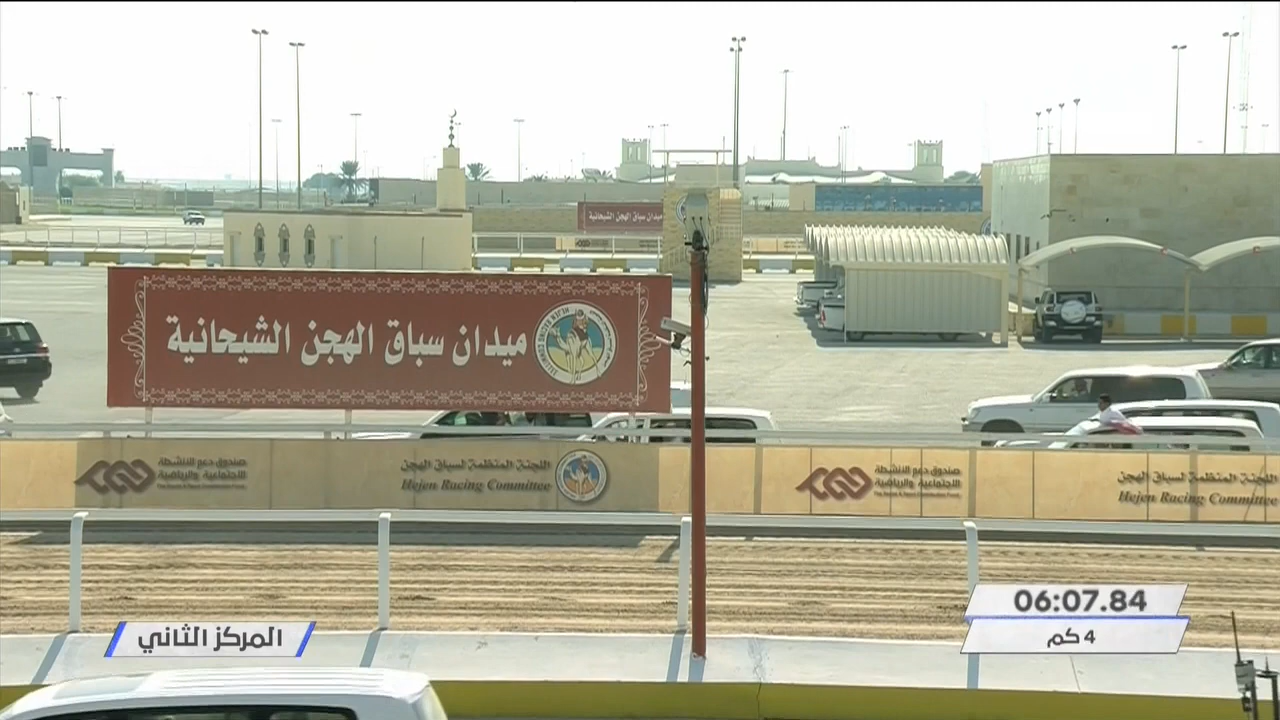 ميدان سباق الهجن الشيحانية
ميدان سباق الهجن الشيحانية
صندوق دعم الأنشطة
الاجتماعية والرياضية
اللجنة المنظمة لسباق الهجن
Hejen Racing Committee
صندوق دعم الأنشطة
الاجتماعية والرياضية
اللجنة المنظمة لسباق الهجن
Hejen Racing Committee
06:07.84
4 كم
المركز الثاني